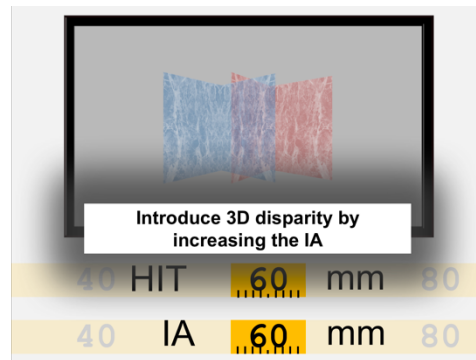 Introduce 3D disparity by
increasing the IA
40 HIT 60 mm 80
40 IA 60 mm 80